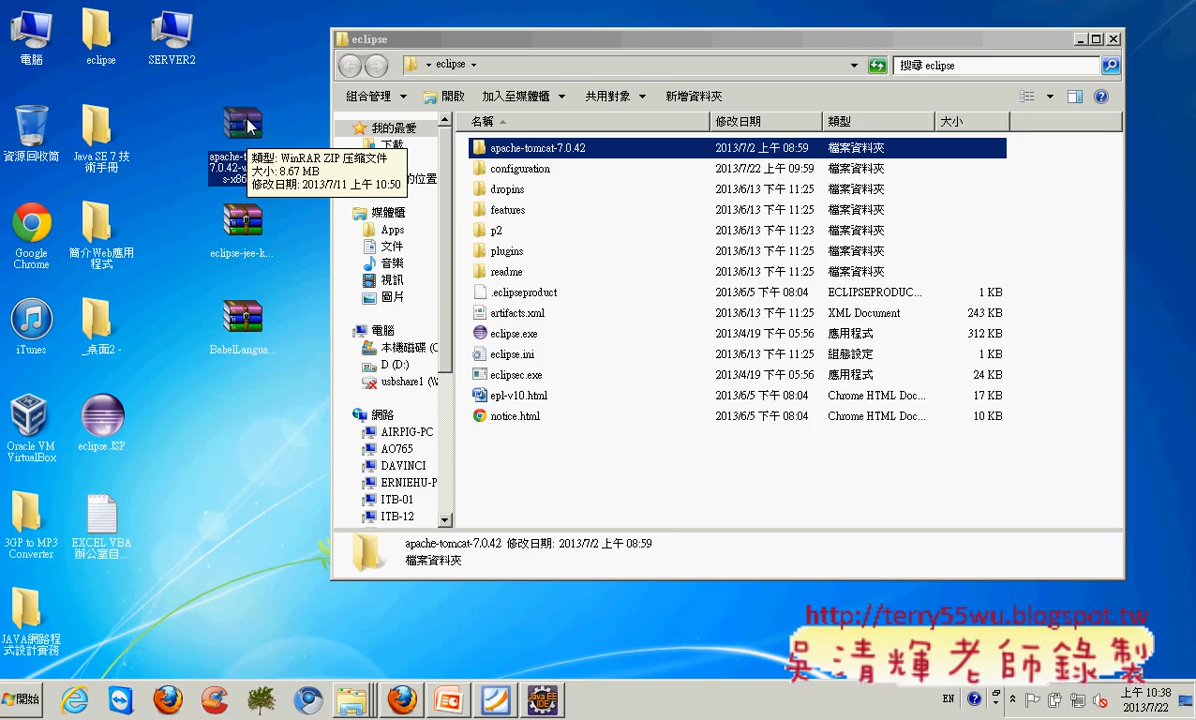 電腦
eclipse
SERVER2
資源回收筒
Java SE 7 技
術手冊
apache-t
7.0.42-w
s-x86
類型: WinRAR ZIP 压缩文件
大小: 8.67 MB
修改日期: 2013/7/11 上午 10:50
Google
Chrome
簡介Web應用
程式
eclipse-jee-k...
iTunes
_桌面2 -
BabelLangua...
Oracle VM
VirtualBox
eclipse.JSP
3GP to MP3
Converter
EXCEL VBA
辦公室自...
JAVA網路程
式設計實務
eclipse
eclipse
搜尋 eclipse
組合管理
開啟
加入至媒體櫃
共用對象
新增資料夾
我的最愛
下載
的位置
媒體櫃
Apps
文件
音樂
視訊
圖片
電腦
本機磁碟 (C
D (D:)
usbshare1 (\\
網路
AIRPIG-PC
AO765
DAVINCI
ERNIEHU-P
ITB-01
ITB-12
名稱 修改日期 類型 大小
apache-tomcat-7.0.42 2013/7/2 上午 08:59 檔案資料夾
configuration 2013/7/22 上午 09:59 檔案資料夾
dropins 2013/6/13 下午 11:25 檔案資料夾
features 2013/6/13 下午 11:25 檔案資料夾
p2 2013/6/13 下午 11:23 檔案資料夾
plugins 2013/6/13 下午 11:25 檔案資料夾
readme 2013/6/13 下午 11:25 檔案資料夾
.eclipseproduct 2013/6/5 下午 08:04 ECLIPSEPRODUC... 1 KB
artifacts.xml 2013/6/13 下午 11:25 XML Document 243 KB
eclipse.exe 2013/4/19 下午 05:56 應用程式 312 KB
eclipse.ini 2013/6/13 下午 11:25 組態設定 1 KB
eclipsec.exe 2013/4/19 下午 05:56 應用程式 24 KB
epl-v10.html 2013/6/5 下午 08:04 Chrome HTML Doc... 17 KB
notice.html 2013/6/5 下午 08:04 Chrome HTML Doc... 10 KB
apache-tomcat-7.0.42 修改日期: 2013/7/2 上午 08:59
檔案資料夾
http://terry55wu.blogspot.tw
吳清輝老師錄製
開始
Java EE
IDE
EN
上午 10:38
2013/7/22